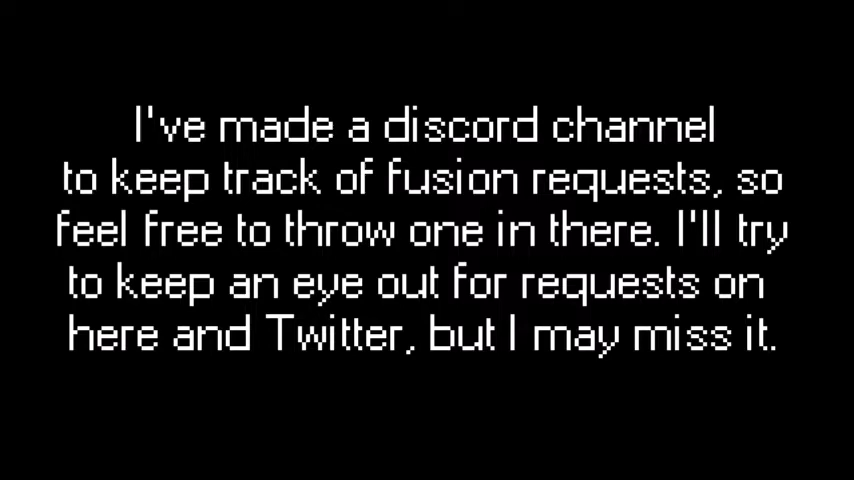 I've made a discord channel
to keep track of fusion requests, so
feel free to throw one in there. I'll try
to keep an eye out for requests on
here and Twitter, but I may miss it.